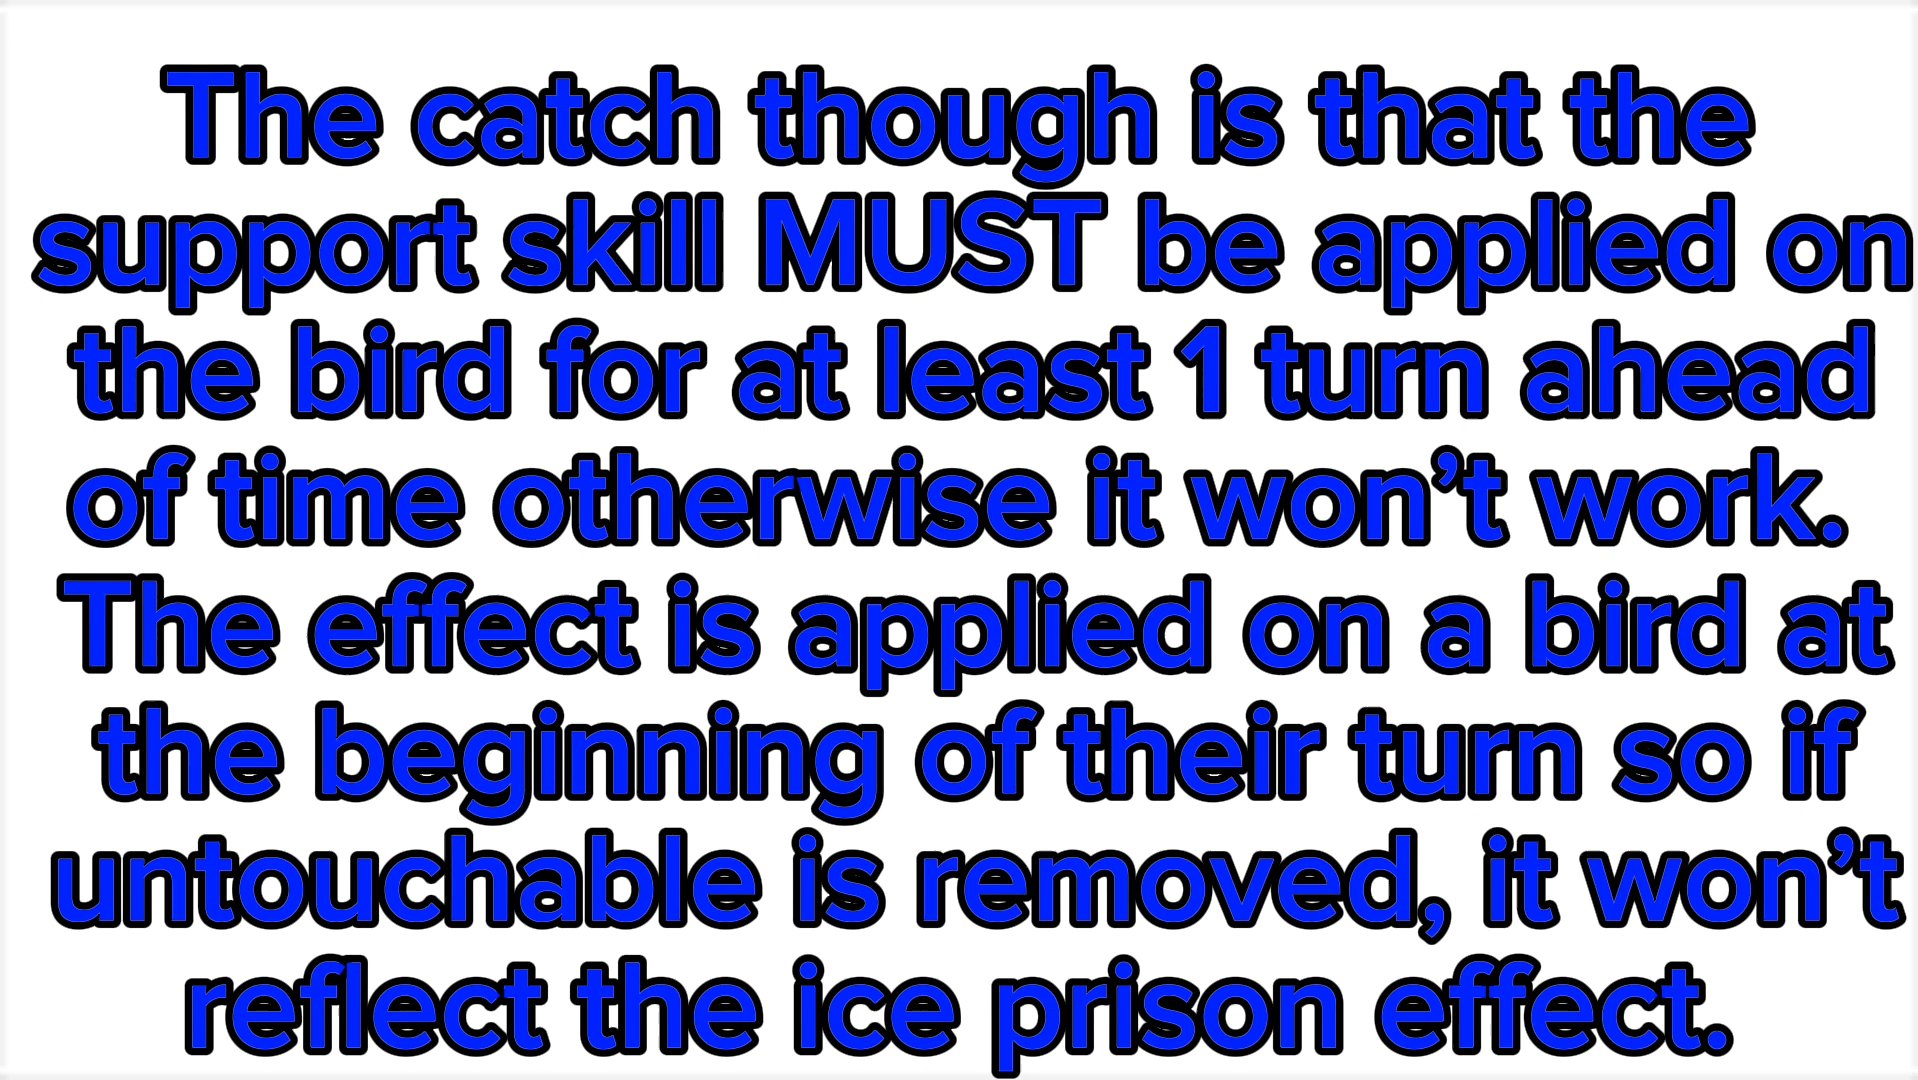 The catch though is that the
support skill MUST be applied on
the bird for at least 1 turn ahead
of time otherwise it won’t work.
The effect is applied on a bird at
the beginning of their turn so if
untouchable is removed, it won’t
reflect the ice prison effect.